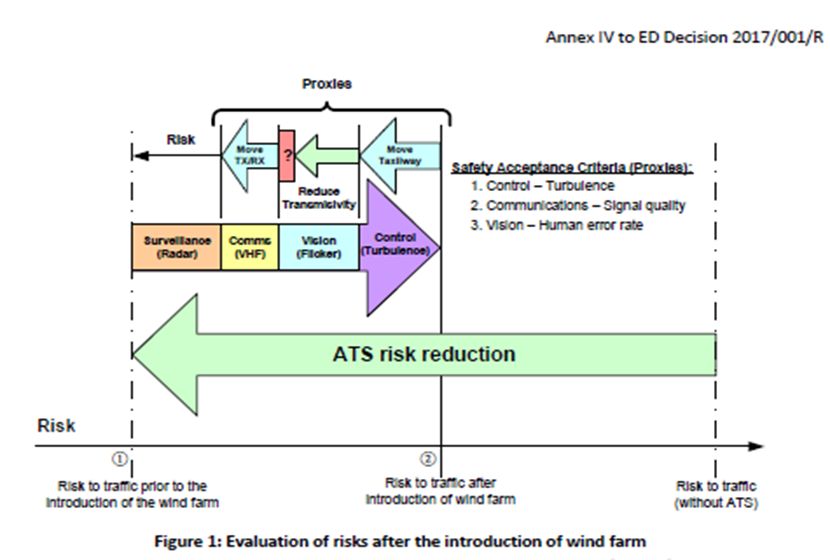 Annex IV to ED Decision 2017/001/R
Proxies
Risk
Move
TX/RX
?
Move
Taxiway
Reduce
Transmisivity
Safety Acceptance Criteria (Proxies):
1. Control – Turbulence
2. Communications – Signal quality
3. Vision – Human error rate
Surveillance
(Radar)
Comms
(VHF)
Vision
(Flicker)
Control
(Turbulence)
ATS risk reduction
Risk
①
Risk to traffic prior to the
introduction of the wind farm
②
Risk to traffic after
introduction of wind farm
Risk to traffic
(without ATS)
Figure 1: Evaluation of risks after the introduction of wind farm